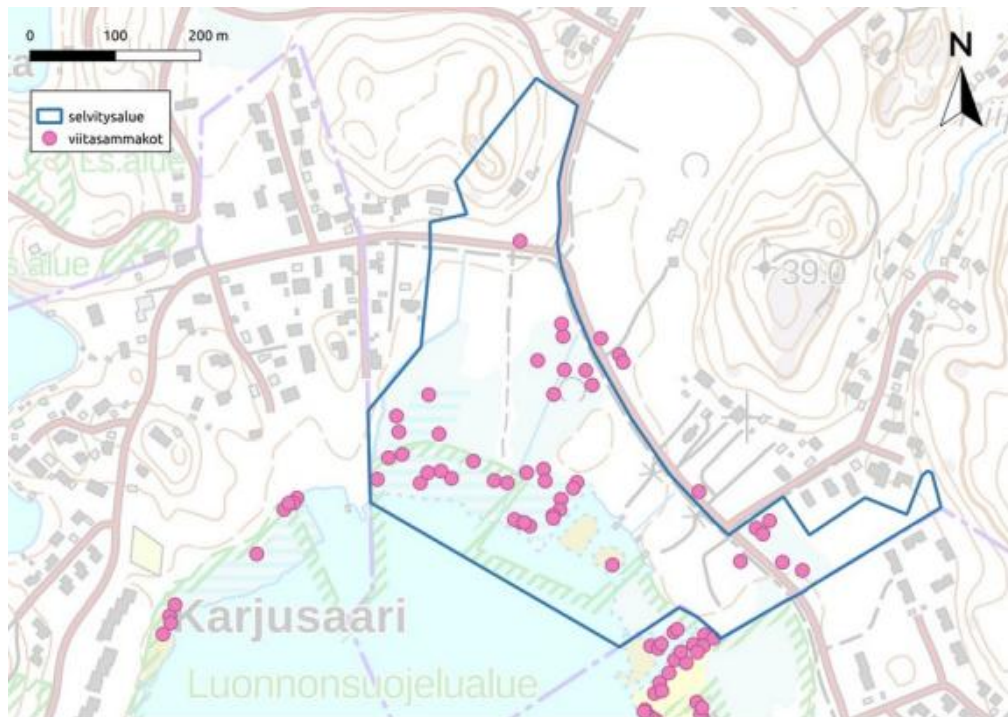 0 100 200 m
N
selvitysalue
viitasammakot
Es.alue
s.alue
39.0
Karjusaari
Luonnonsuojelualue